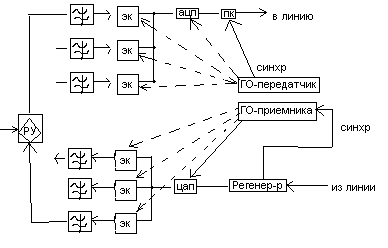 эк
ацп
пк
в линию
эк
эк
синхр
ГО-передатчик
ГО-приемника
РУ
синхр
эк
эк
цап
Регенер-р
из линии
эк